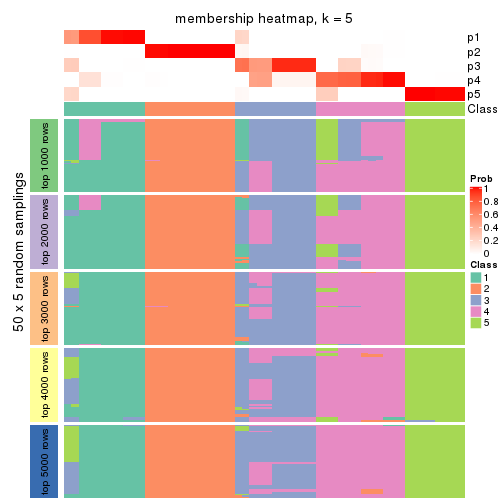 membership heatmap, k = 5
p1
p2
p3
p4
p5
Class
50 x 5 random samplings
top 1000 rows
top 2000 rows
top 3000 rows
top 4000 rows
top 5000 rows
Prob
1
0.8
0.6
0.4
0.2
0
Class
1
2
3
4
5